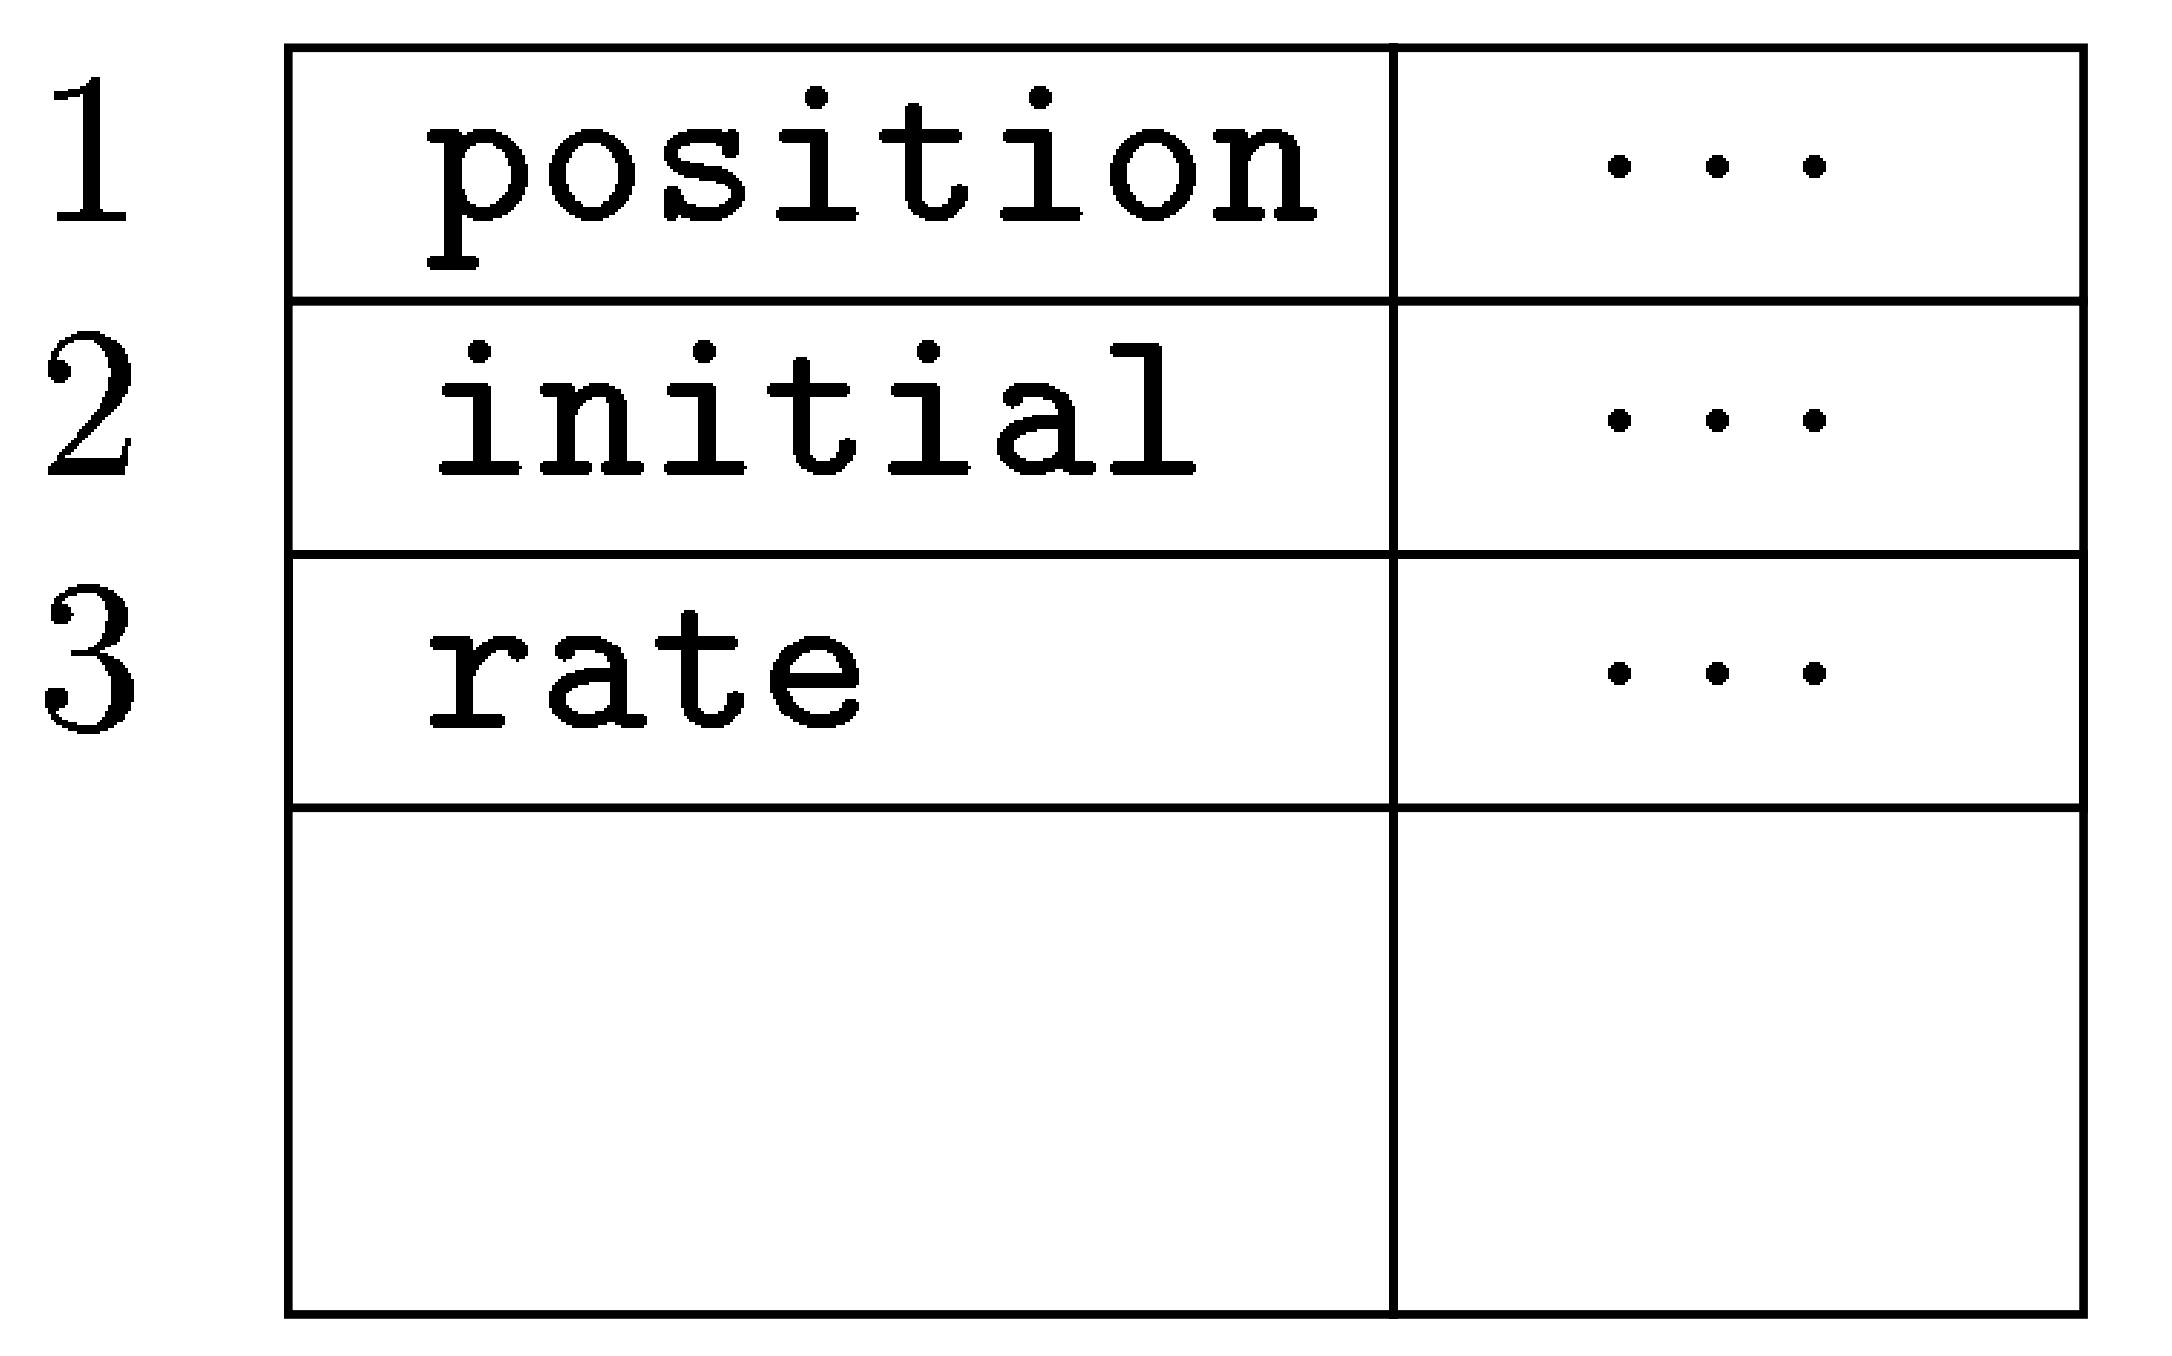 1 position ...
2 initial ...
3 rate ...